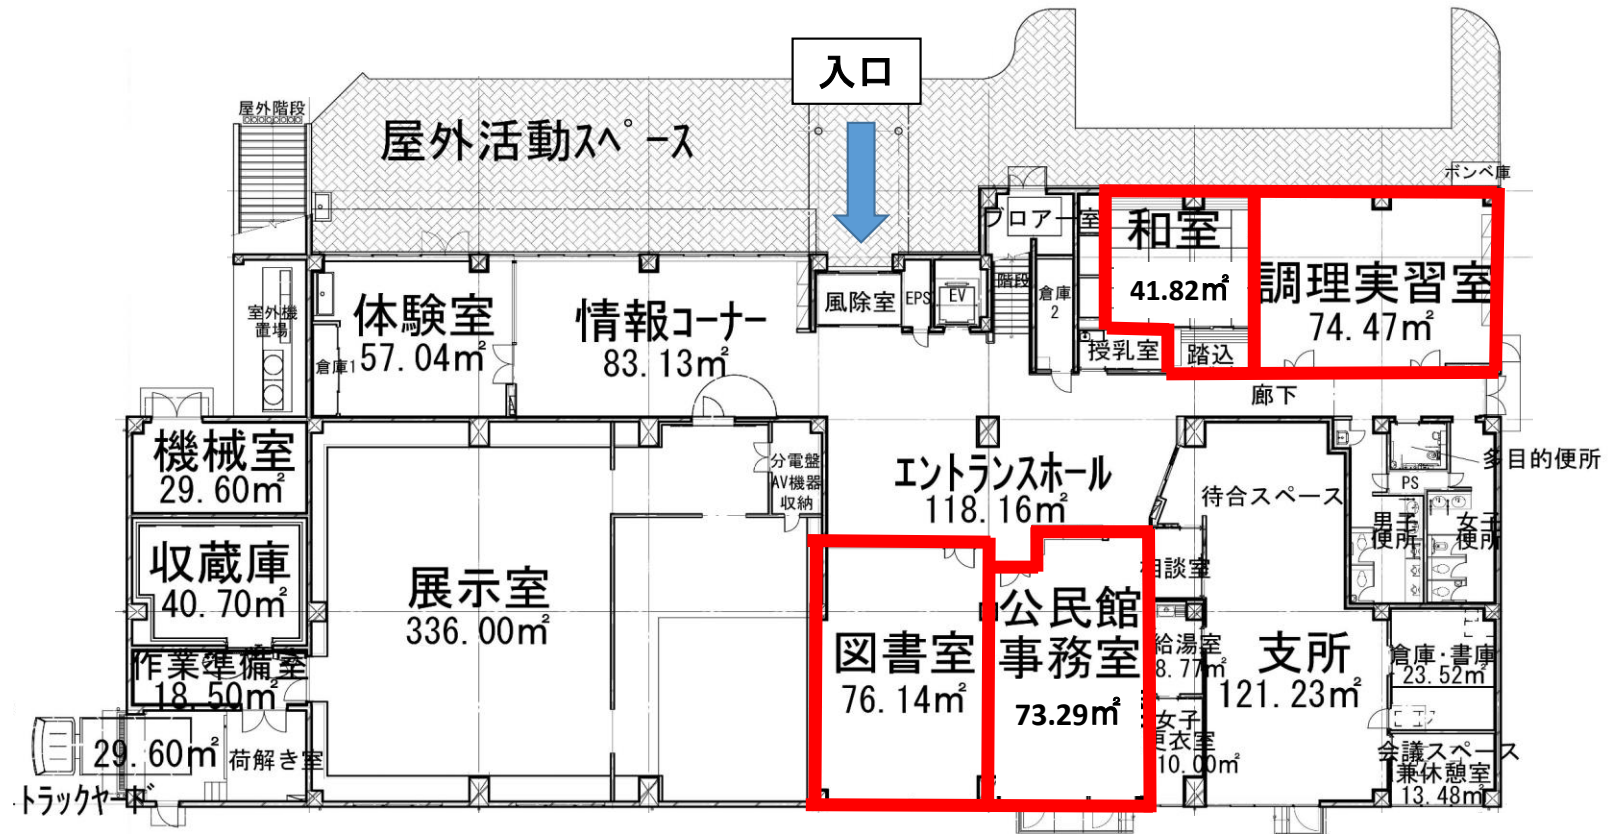 入口
屋外階段
屋外活動ｽﾍﾟｰｽ
ボンベ庫
ブロアー室
和室
41.82㎡
調理実習室
74.47㎡
室外機
置場
体験室
57.04㎡
倉庫1
情報ｺｰﾅｰ
83.13㎡
風除室
EPS
EV
階段
倉庫
2
授乳室
踏込
廊下
機械室
29.60㎡
分電盤
AV機器
収納
エントランスホール
118.16㎡
待合スペース
多目的便所
PS
男子
便所
女子
便所
収蔵庫
40.70㎡
展示室
336.00㎡
相談室
図書室
76.14㎡
公民館
事務室
73.29㎡
給湯室
8.77㎡
支所
121.23㎡
倉庫・書庫
23.52㎡
作業準備室
18.50㎡
女子
更衣室
10.00㎡
29.60㎡
荷解き室
トラックヤード
会議スペース
兼休憩室
13.48㎡